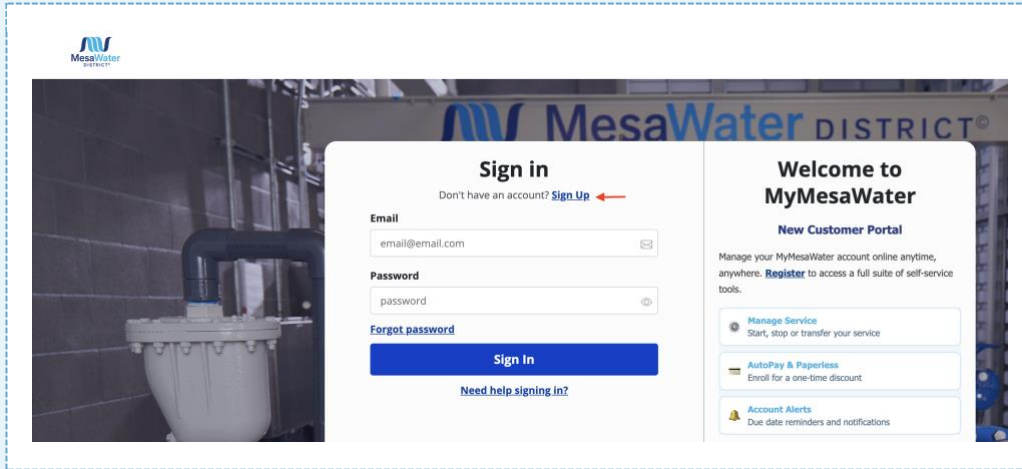 MesaWater
DISTRICT
MesaWater DISTRICT©
Sign in
Don't have an account? Sign Up
Email
email@email.com
Password
password
Forgot password
Sign In
Need help signing in?
Welcome to
MyMesaWater
New Customer Portal
Manage your MyMesaWater account online anytime,
anywhere. Register to access a full suite of self-service
tools.
Manage Service
Start, stop or transfer your service
AutoPay & Paperless
Enroll for a one-time discount
Account Alerts
Due date reminders and notifications